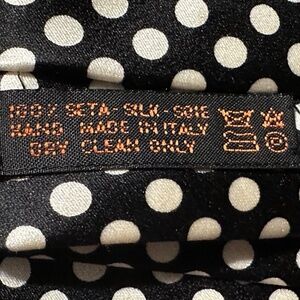 100% SETA - SILK - SOIE
HAND MADE IN ITALY
DRY CLEAN ONLY